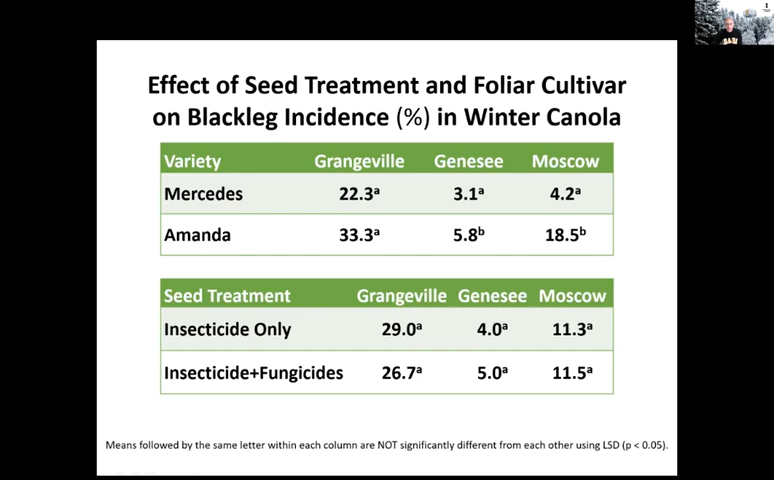 Effect of Seed Treatment and Foliar Cultivar
on Blackleg Incidence (%) in Winter Canola
Variety Grangeville Genesee Moscow
Mercedes 22.3ᵃ 3.1ᵃ 4.2ᵃ
Amanda 33.3ᵃ 5.8ᵇ 18.5ᵇ
Seed Treatment Grangeville Genesee Moscow
Insecticide Only 29.0ᵃ 4.0ᵃ 11.3ᵃ
Insecticide+Fungicides 26.7ᵃ 5.0ᵃ 11.5ᵃ
Means followed by the same letter within each column are NOT significantly different from each other using LSD (p < 0.05).